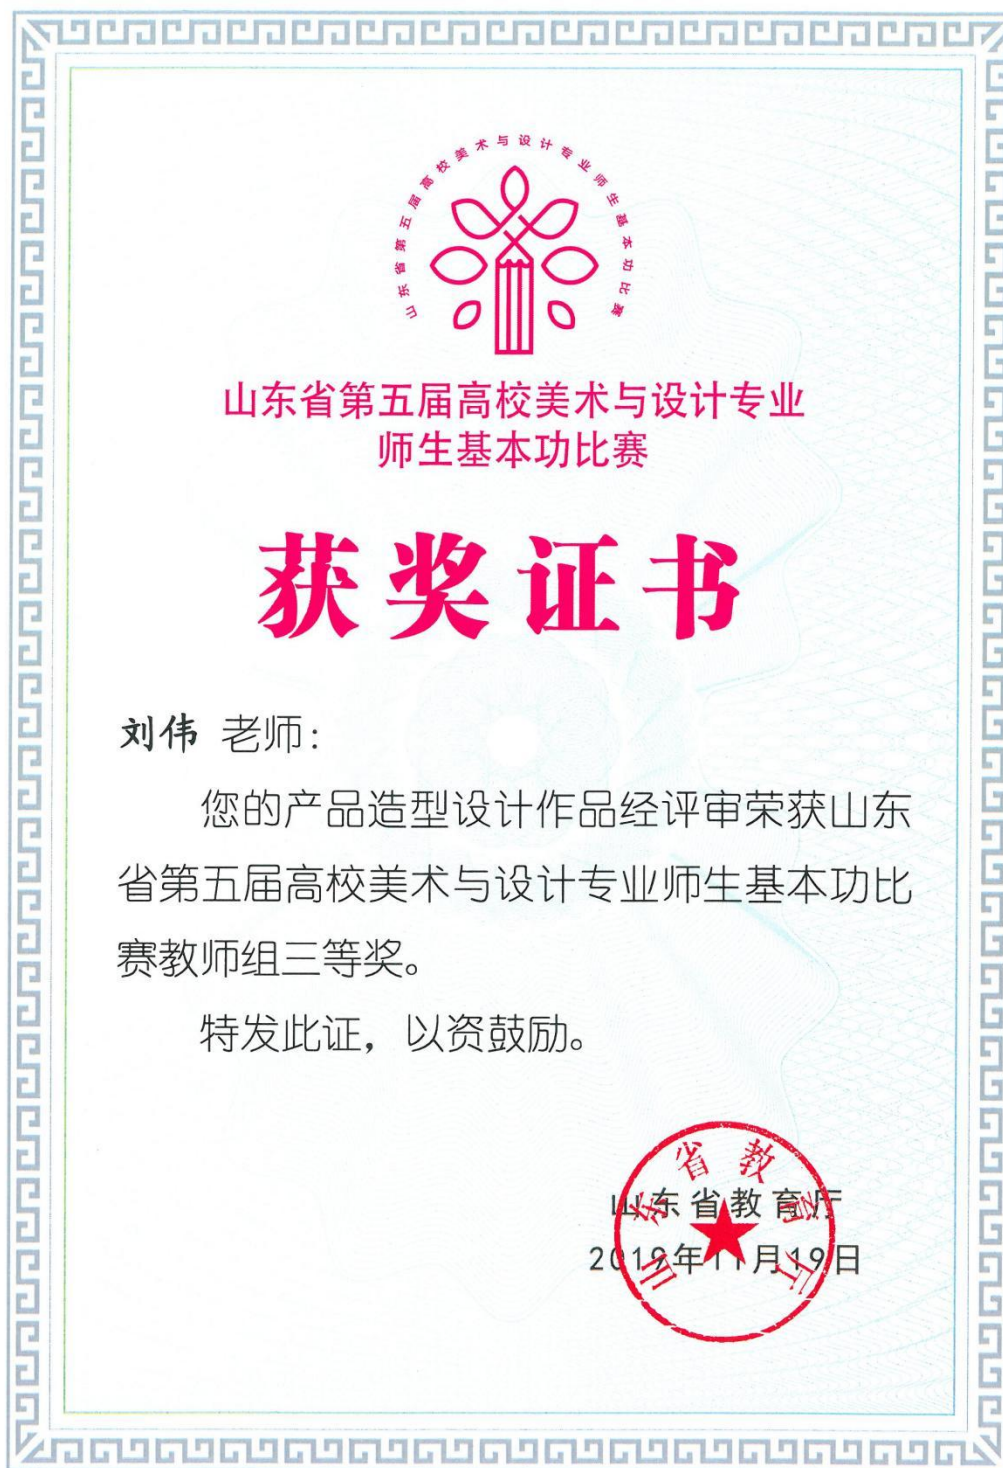 山东省第五届高校美术与设计专业师生基本功比赛
山东省第五届高校美术与设计专业
师生基本功比赛
获奖证书
刘伟 老师：
您的产品造型设计作品经评审荣获山东
省第五届高校美术与设计专业师生基本功比
赛教师组三等奖。
特发此证，以资鼓励。
山东省教育厅
2019年11月19日
山东省教育厅